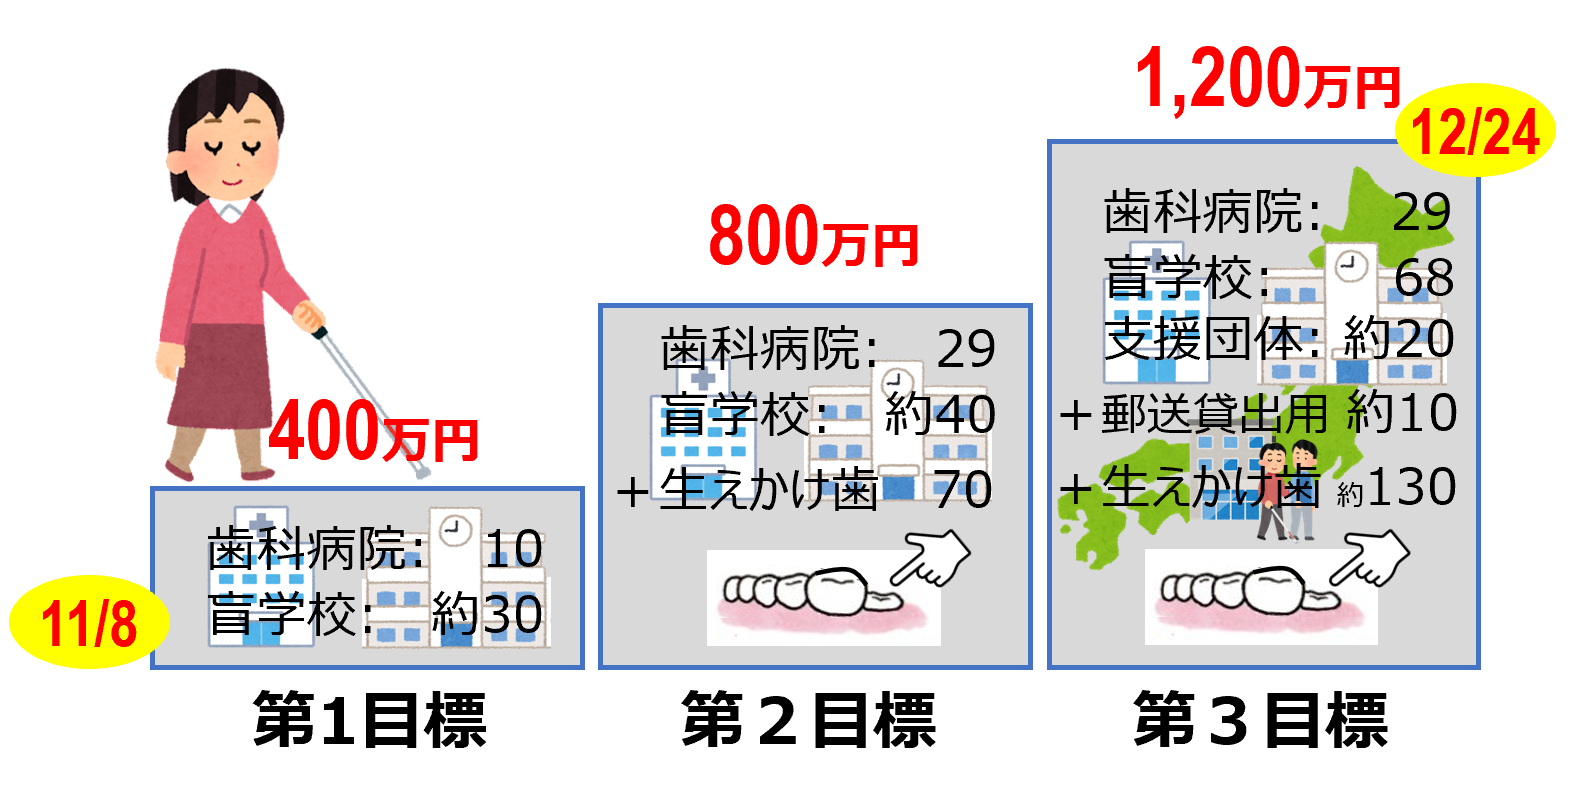 400万円
歯科病院: 10
盲学校: 約30
11/8
第1目標
800万円
歯科病院: 29
盲学校: 約40
＋生えかけ歯 70
第２目標
1,200万円
12/24
歯科病院: 29
盲学校: 68
支援団体: 約20
＋郵送貸出用 約10
＋生えかけ歯 約130
第３目標